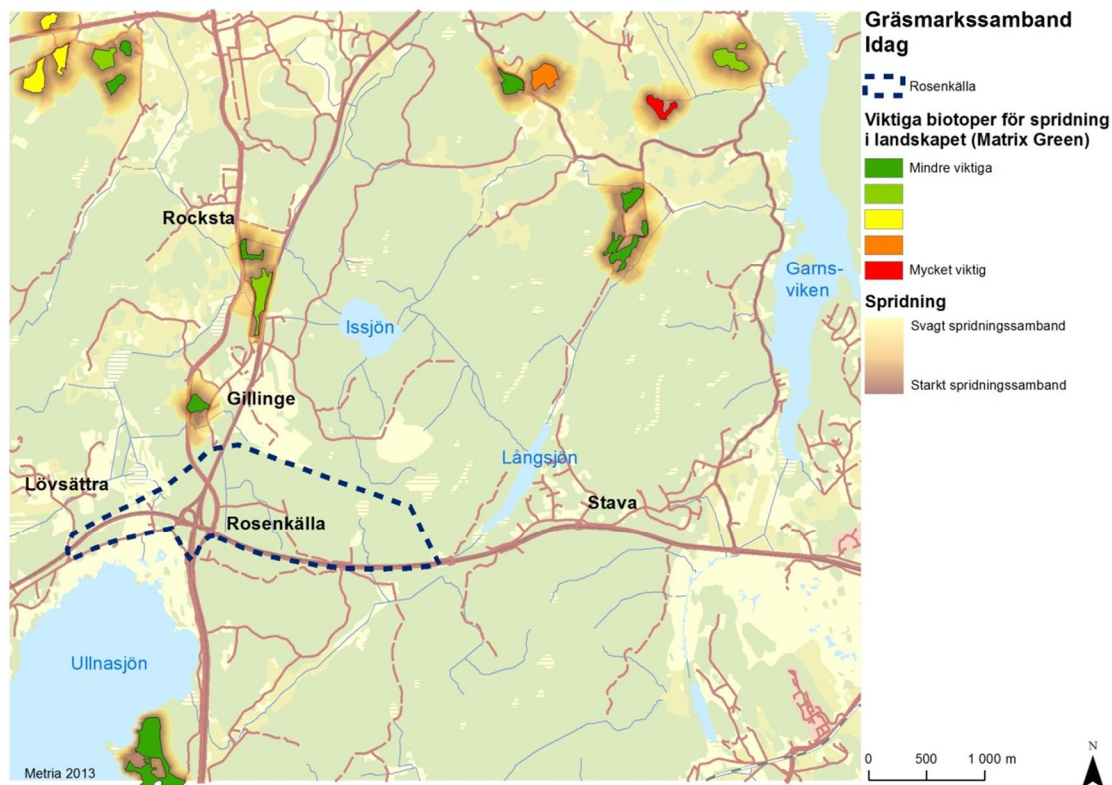 Gräsmarkssamband
Idag
Rosenkälla
Viktiga biotoper för spridning
i landskapet (Matrix Green)
Mindre viktiga
Mycket viktig
Spridning
Svagt spridningssamband
Starkt spridningssamband
Rocksta
Issjön
Garns-
viken
Gillinge
Långsjön
Lövsättra
Stava
Rosenkälla
Ullnasjön
Metria 2013
0 500 1 000 m
N